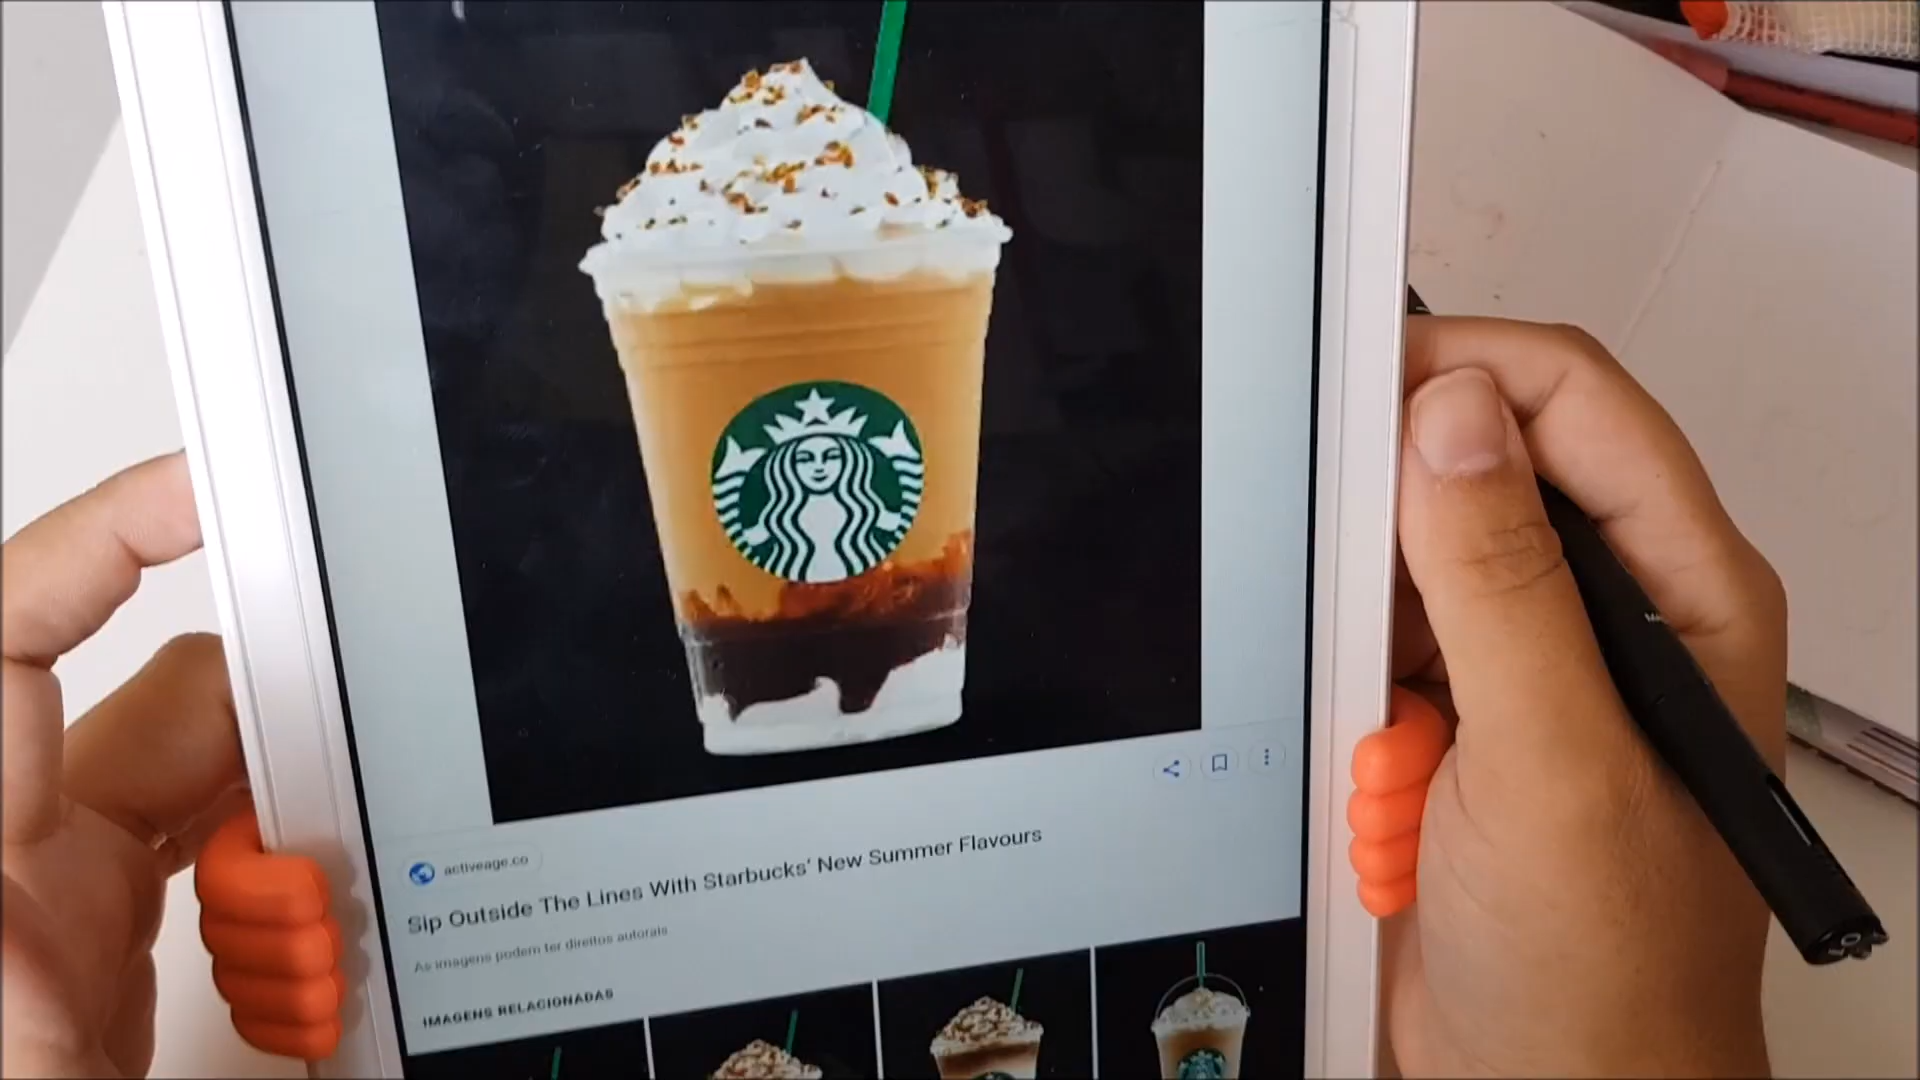 activeage.co
Sip Outside The Lines With Starbucks' New Summer Flavours
As imagens podem ter direitos autorais.
IMAGENS RELACIONADAS